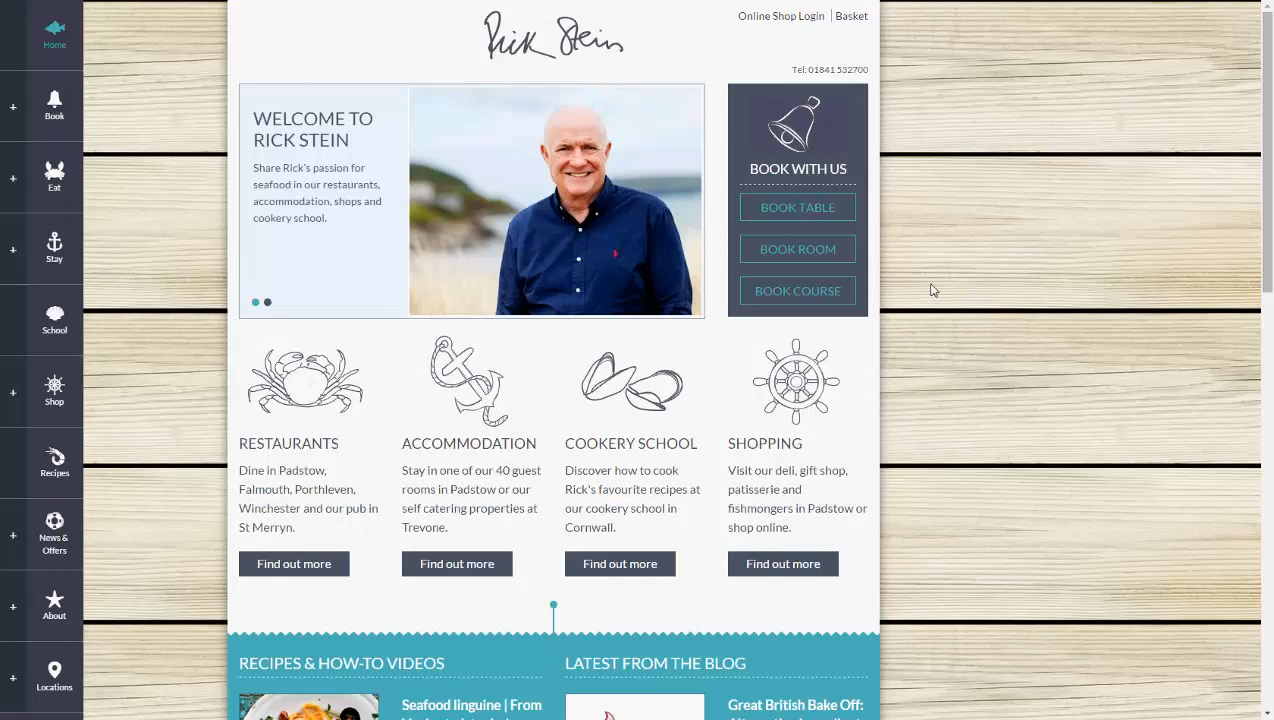 Home
+ Book
+ Eat
+ Stay
School
+ Shop
Recipes
+ News &
Offers
+ About
+ Locations
Rick Stein
Online Shop Login | Basket
Tel: 01841 532700
WELCOME TO
RICK STEIN
Share Rick's passion for
seafood in our restaurants,
accommodation, shops and
cookery school.
BOOK WITH US
BOOK TABLE
BOOK ROOM
BOOK COURSE
RESTAURANTS
Dine in Padstow,
Falmouth, Porthleven,
Winchester and our pub in
St Merryn.
Find out more
ACCOMMODATION
Stay in one of our 40 guest
rooms in Padstow or our
self catering properties at
Trevone.
Find out more
COOKERY SCHOOL
Discover how to cook
Rick's favourite recipes at
our cookery school in
Cornwall.
Find out more
SHOPPING
Visit our deli, gift shop,
patisserie and
fishmongers in Padstow or
shop online.
Find out more
RECIPES & HOW-TO VIDEOS
Seafood linguine | From
LATEST FROM THE BLOG
Great British Bake Off: